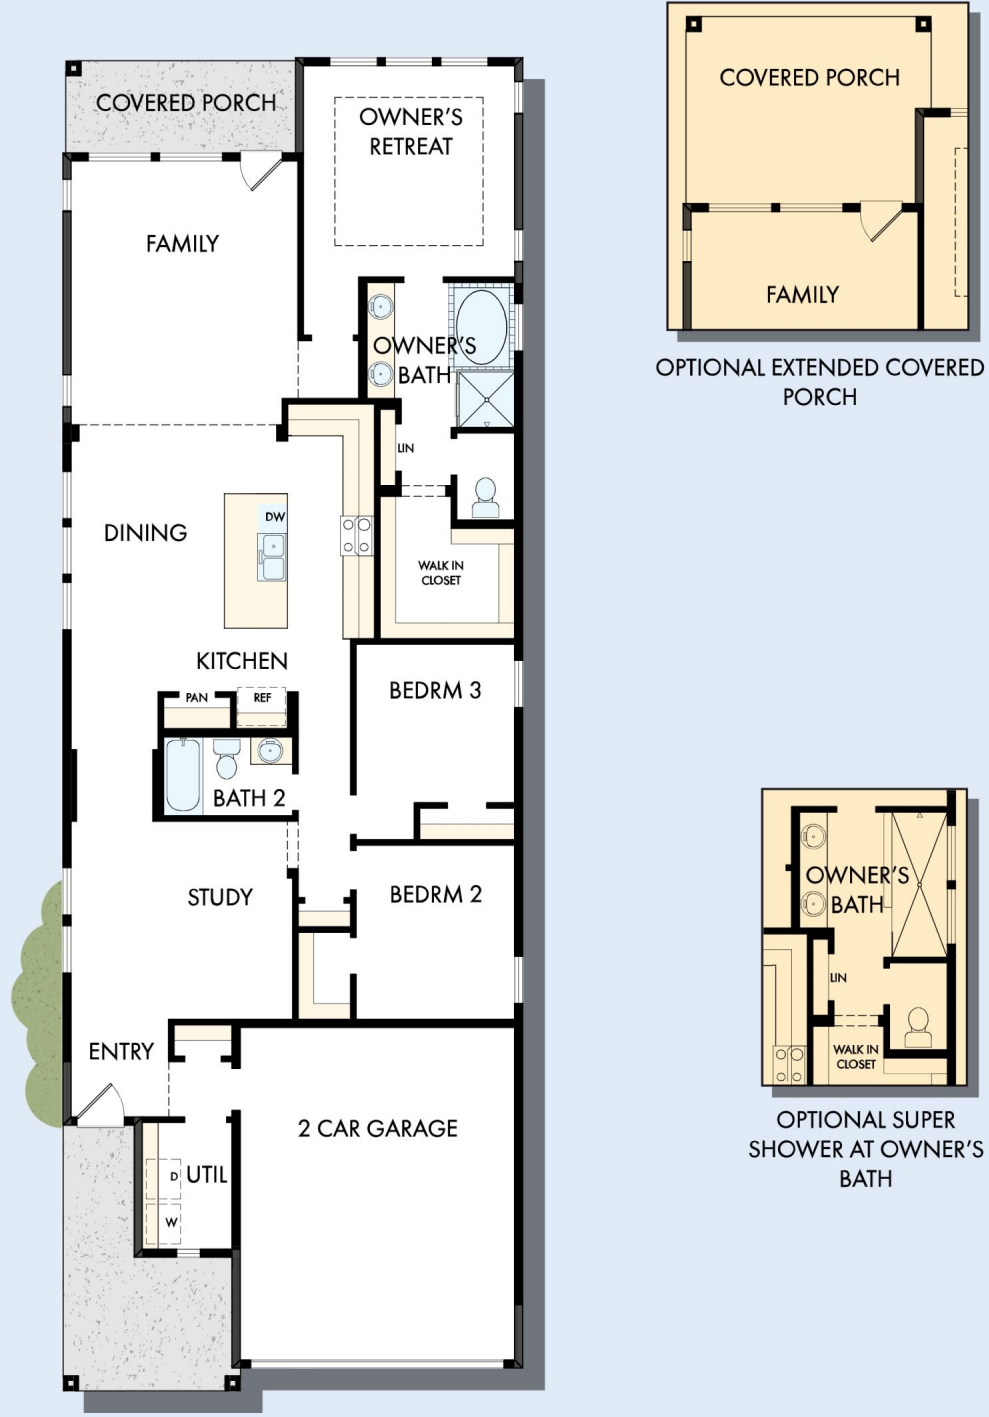 COVERED PORCH
OWNER'S
RETREAT
FAMILY
OWNER'S
BATH
LIN
DW
DINING
WALK IN
CLOSET
KITCHEN
PAN
REF
BEDRM 3
BATH 2
STUDY
BEDRM 2
ENTRY
2 CAR GARAGE
D
UTIL
W
COVERED PORCH
FAMILY
OPTIONAL EXTENDED COVERED
PORCH
OWNER'S
BATH
LIN
WALK IN
CLOSET
OPTIONAL SUPER
SHOWER AT OWNER'S
BATH